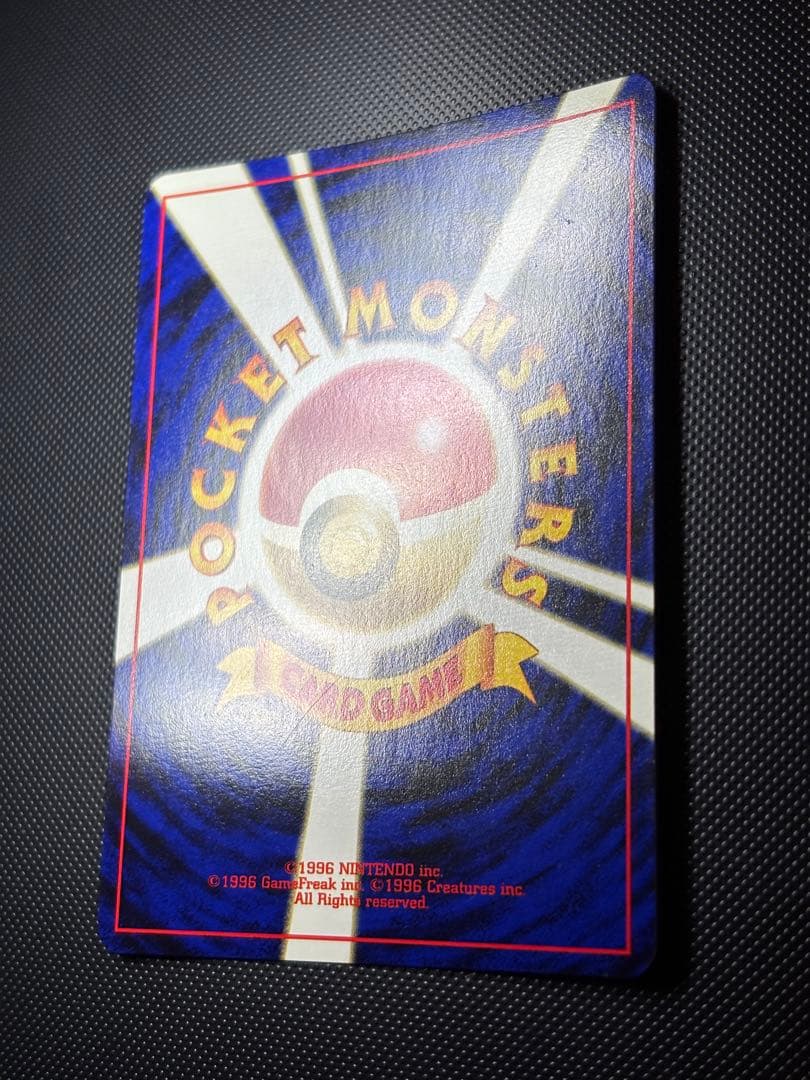 POCKET MONSTERS
CARD GAME
©1996 NINTENDO inc.
©1996 GameFreak inc. ©1996 Creatures inc.
All Rights reserved.